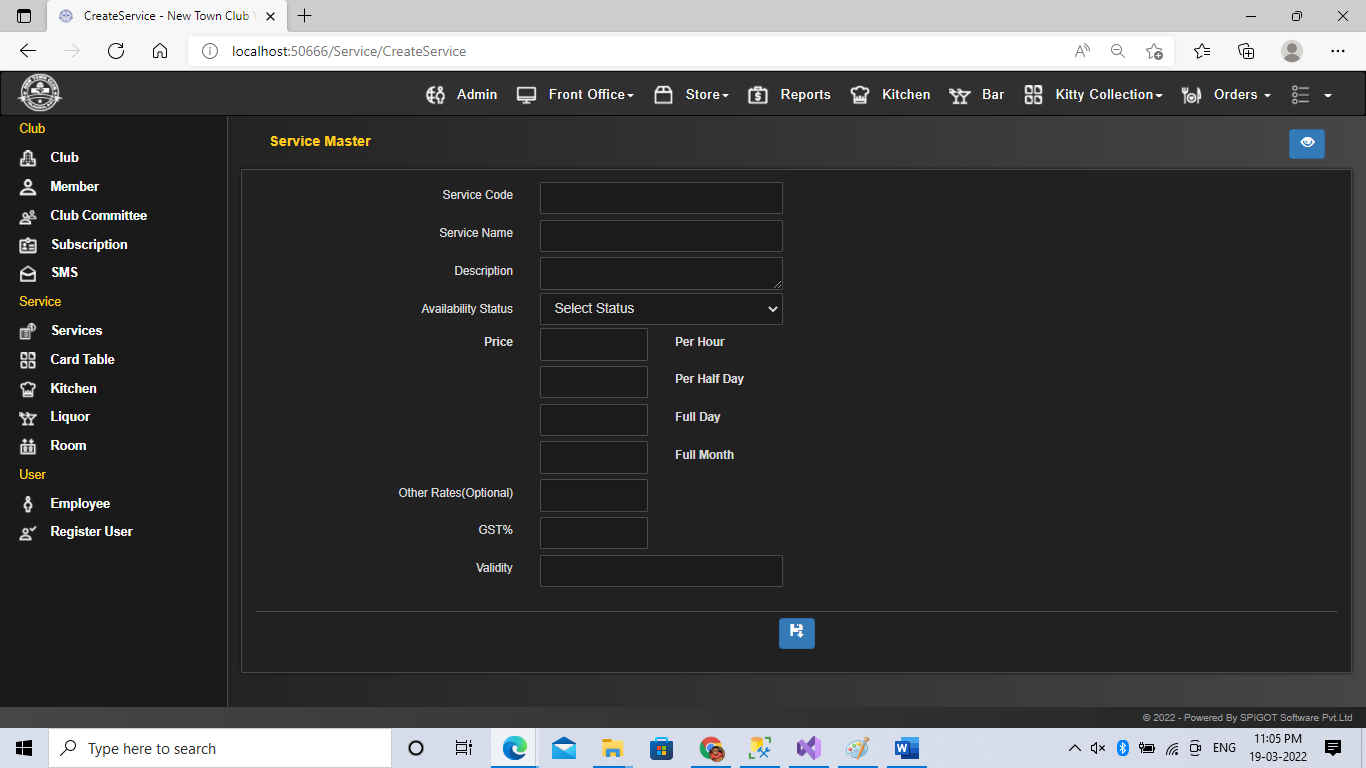 CreateService - New Town Club
localhost:50666/Service/CreateService
Admin
Front Office
Store
Reports
Kitchen
Bar
Kitty Collection
Orders
Club
Club
Member
Club Committee
Subscription
SMS
Service
Services
Card Table
Kitchen
Liquor
Room
User
Employee
Register User
Service Master
Service Code
Service Name
Description
Availability Status
Select Status
Price
Per Hour
Per Half Day
Full Day
Full Month
Other Rates(Optional)
GST%
Validity
© 2022 - Powered By SPIGOT Software Pvt.Ltd
Type here to search
ENG
11:05 PM
19-03-2022